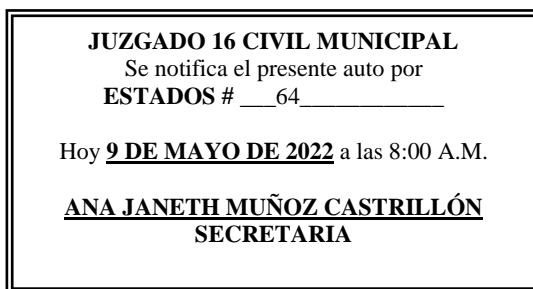 JUZGADO 16 CIVIL MUNICIPAL
Se notifica el presente auto por
ESTADOS # ___64____________
Hoy 9 DE MAYO DE 2022 a las 8:00 A.M.
ANA JANETH MUÑOZ CASTRILLÓN
SECRETARIA